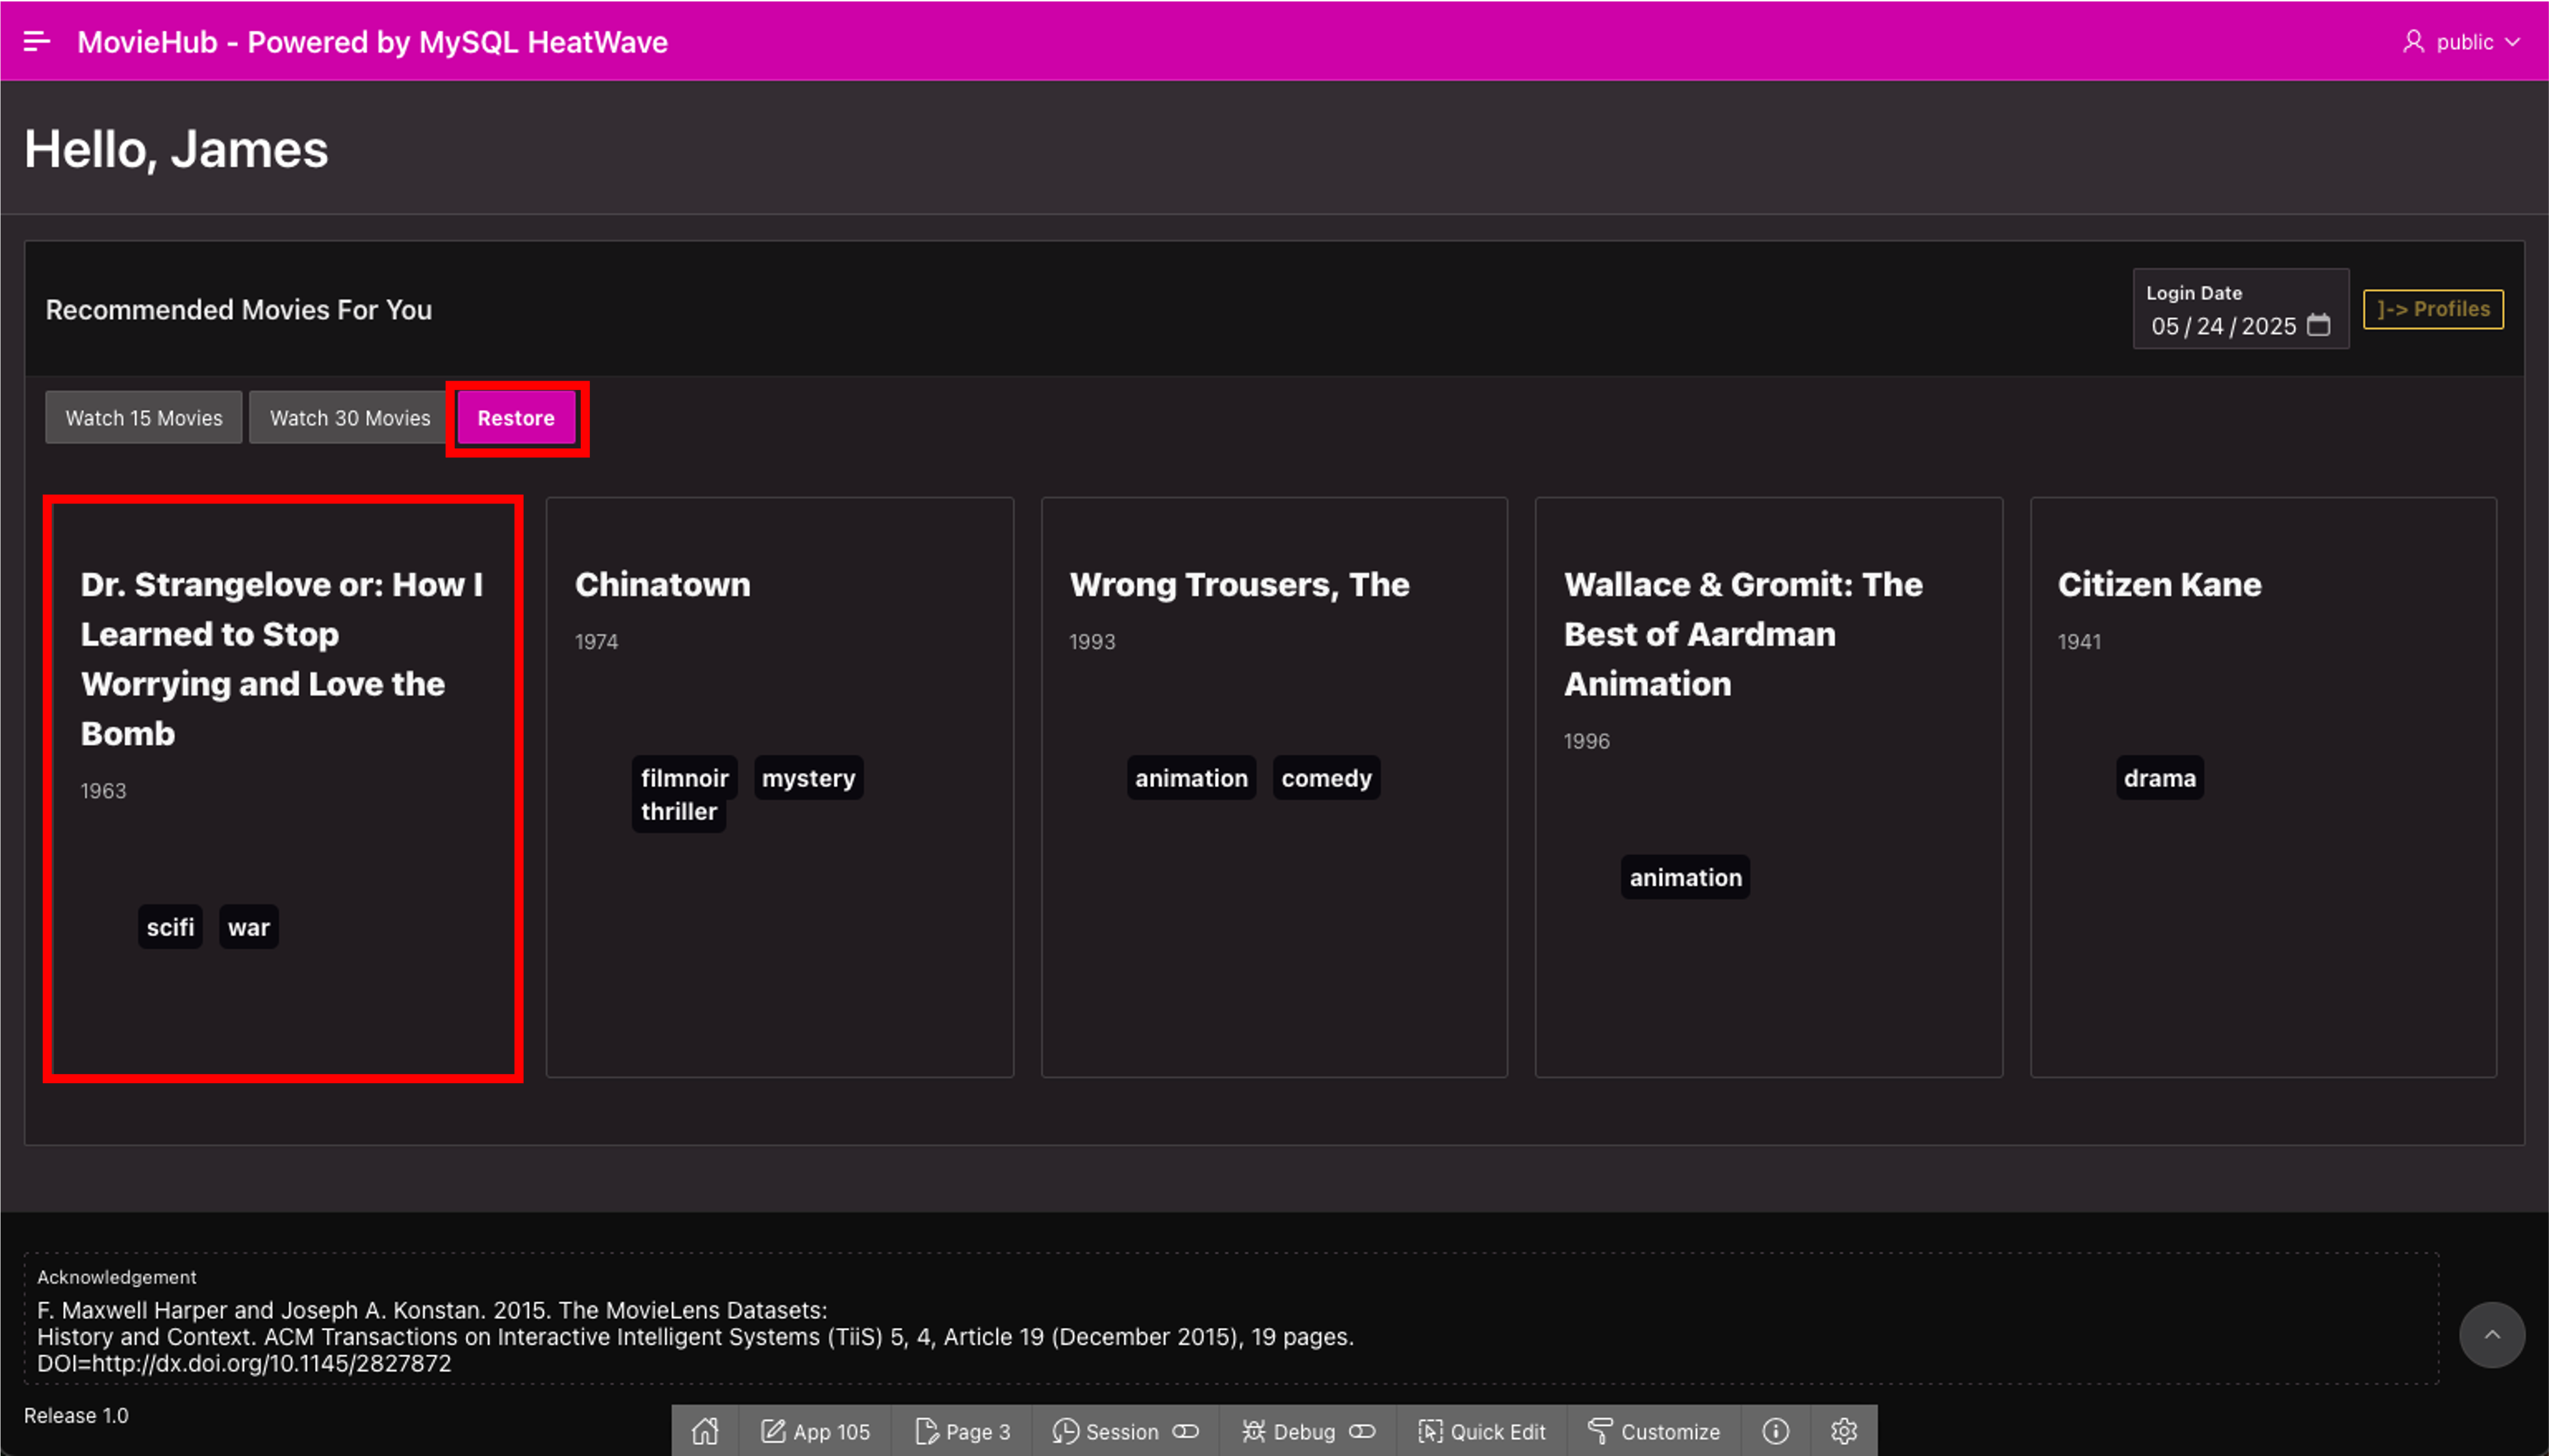 MovieHub - Powered by MySQL HeatWave
public
Hello, James
Recommended Movies For You
Login Date
05 / 24 / 2025
]-> Profiles
Watch 15 Movies
Watch 30 Movies
Restore
Dr. Strangelove or: How I
Learned to Stop
Worrying and Love the
Bomb
1963
scifi war
Chinatown
1974
filmnoir mystery
thriller
Wrong Trousers, The
1993
animation comedy
Wallace & Gromit: The
Best of Aardman
Animation
1996
animation
Citizen Kane
1941
drama
Acknowledgement
F. Maxwell Harper and Joseph A. Konstan. 2015. The MovieLens Datasets:
History and Context. ACM Transactions on Interactive Intelligent Systems (TiiS) 5, 4, Article 19 (December 2015), 19 pages.
DOI=http://dx.doi.org/10.1145/2827872
Release 1.0
App 105
Page 3
Session
Debug
Quick Edit
Customize